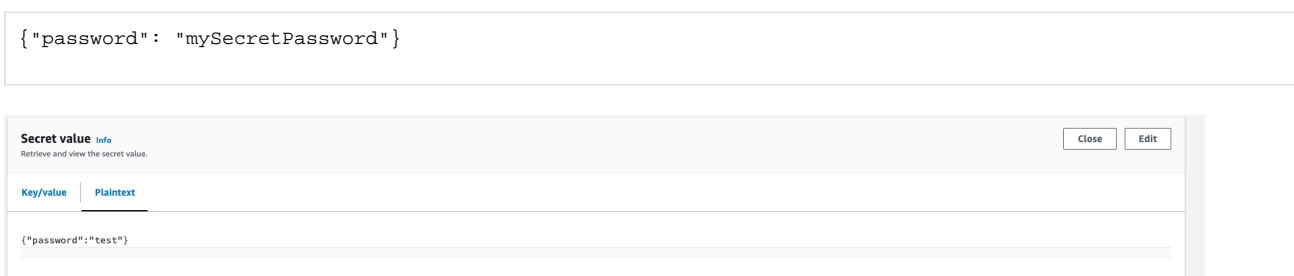 {"password": "mySecretPassword"}
Secret value Info Close Edit
Retrieve and view the secret value.
Key/value Plaintext
{"password":"test"}